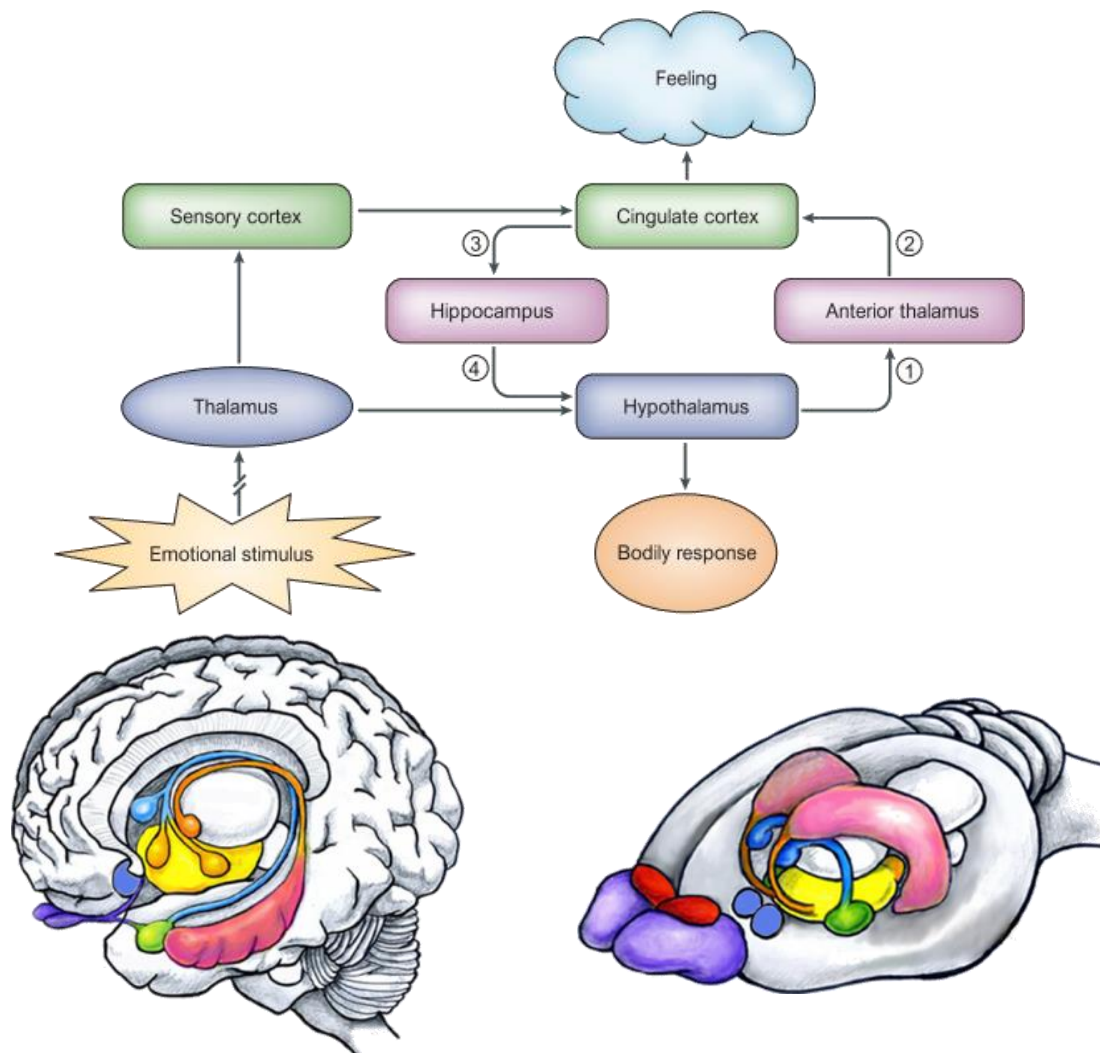 Feeling
Sensory cortex
Cingulate cortex
3
2
Hippocampus
Anterior thalamus
4
1
Thalamus
Hypothalamus
Emotional stimulus
Bodily response